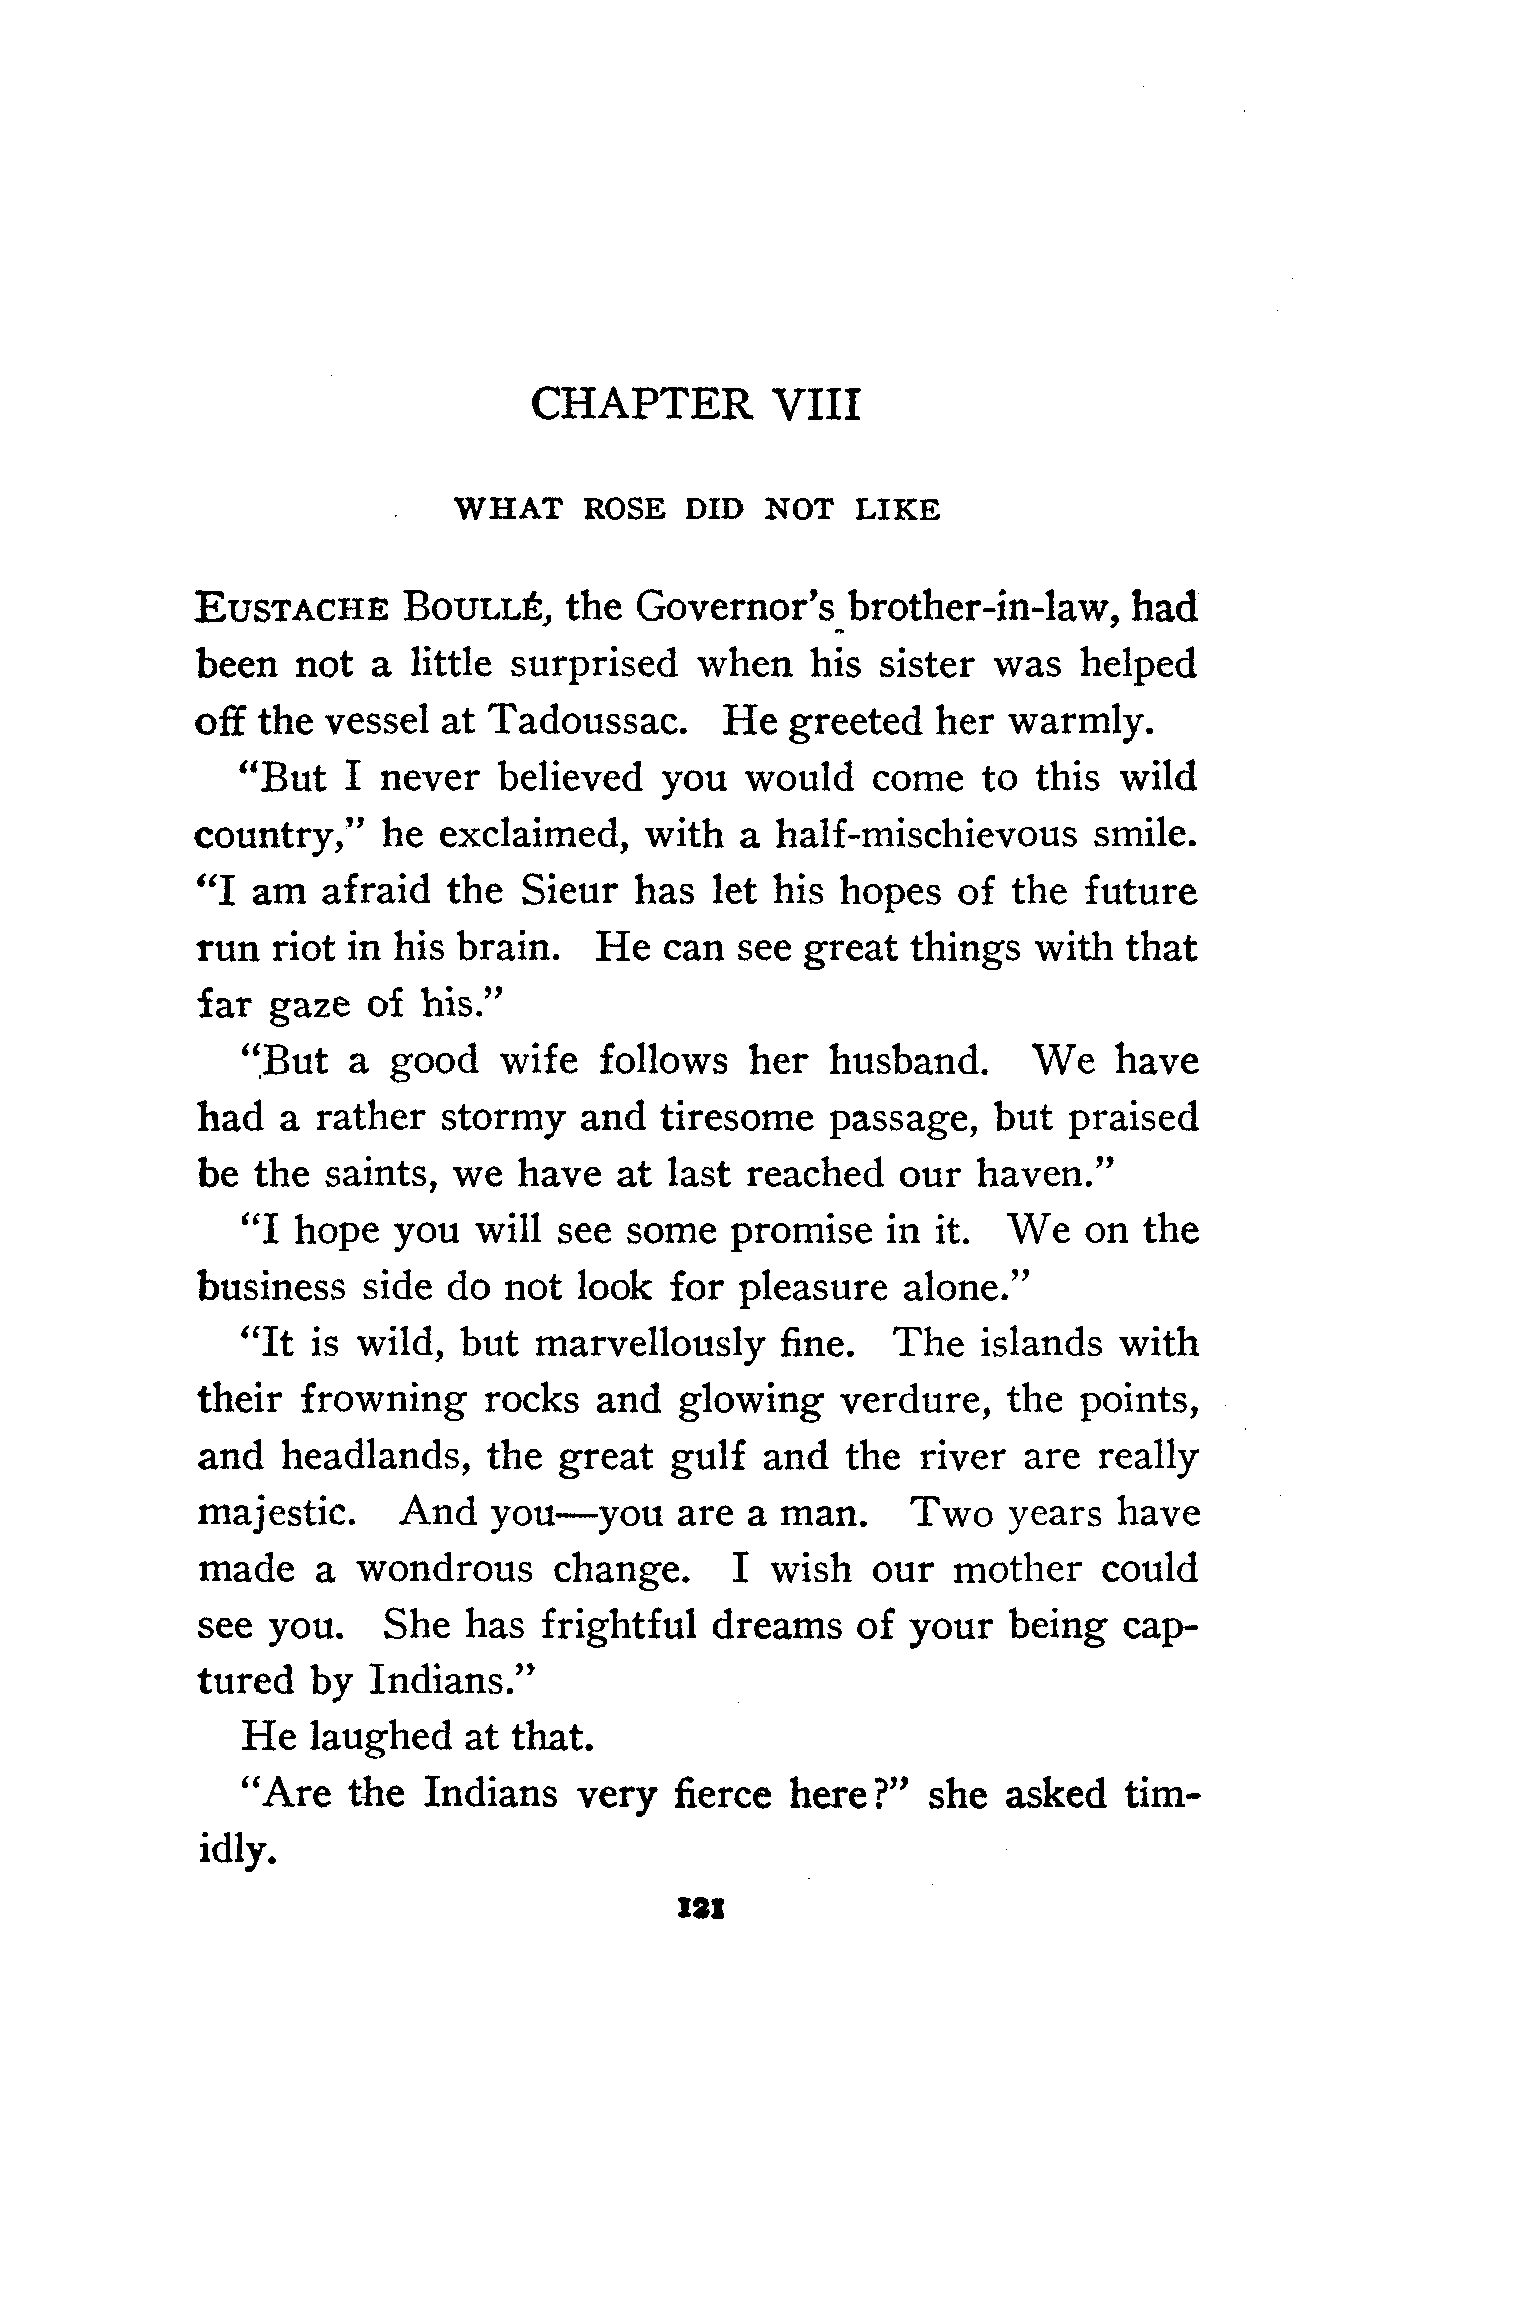 CHAPTER VIII
WHAT ROSE DID NOT LIKE
EUSTACHE BOULLÉ, the Governor's brother-in-law, had
been not a little surprised when his sister was helped
off the vessel at Tadoussac. He greeted her warmly.
“But I never believed you would come to this wild
country,” he exclaimed, with a half-mischievous smile.
“I am afraid the Sieur has let his hopes of the future
run riot in his brain. He can see great things with that
far gaze of his.”
“But a good wife follows her husband. We have
had a rather stormy and tiresome passage, but praised
be the saints, we have at last reached our haven.”
“I hope you will see some promise in it. We on the
business side do not look for pleasure alone.”
“It is wild, but marvellously fine. The islands with
their frowning rocks and glowing verdure, the points,
and headlands, the great gulf and the river are really
majestic. And you—you are a man. Two years have
made a wondrous change. I wish our mother could
see you. She has frightful dreams of your being cap-
tured by Indians.”
He laughed at that.
“Are the Indians very fierce here?” she asked tim-
idly.
121